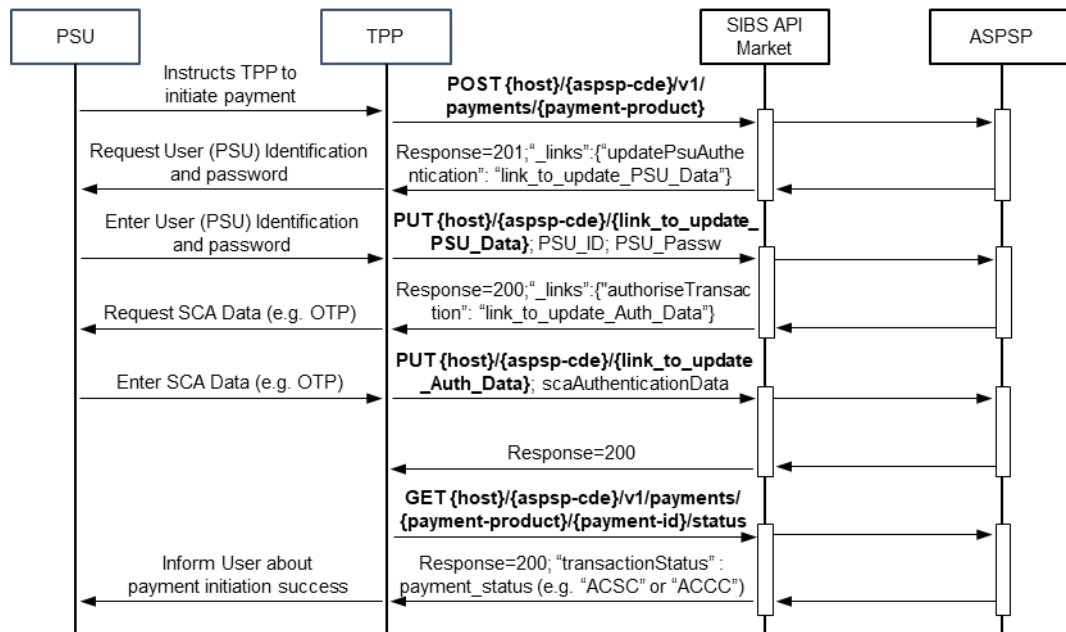 PSU
TPP
SIBS API
Market
ASPSP
Instructs TPP to
initiate payment
POST {host}/{aspsp-cde}/v1/
payments/{payment-product}
Request User (PSU) Identification
and password
Response=201;“_links”:{“updatePsuAuthe
ntication”: “link_to_update_PSU_Data”}
Enter User (PSU) Identification
and password
PUT {host}/{aspsp-cde}/{link_to_update_
PSU_Data}; PSU_ID; PSU_Passw
Request SCA Data (e.g. OTP)
Response=200;“_links”:{"authoriseTransac
tion”: “link_to_update_Auth_Data”}
Enter SCA Data (e.g. OTP)
PUT {host}/{aspsp-cde}/{link_to_update
_Auth_Data}; scaAuthenticationData
Response=200
GET {host}/{aspsp-cde}/v1/payments/
{payment-product}/{payment-id}/status
Inform User about
payment initiation success
Response=200; “transactionStatus” :
payment_status (e.g. “ACSC” or “ACCC”)